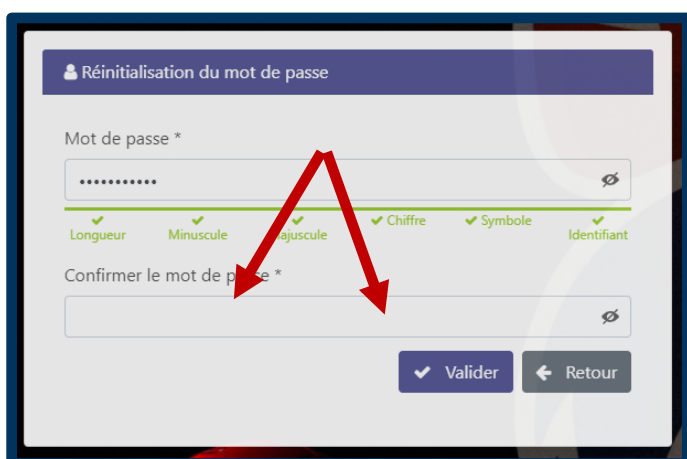 Réinitialisation du mot de passe
Mot de passe *
•••••••••••
Longueur Minuscule Majuscule Chiffre Symbole Identifiant
Confirmer le mot de passe *
Valider Retour